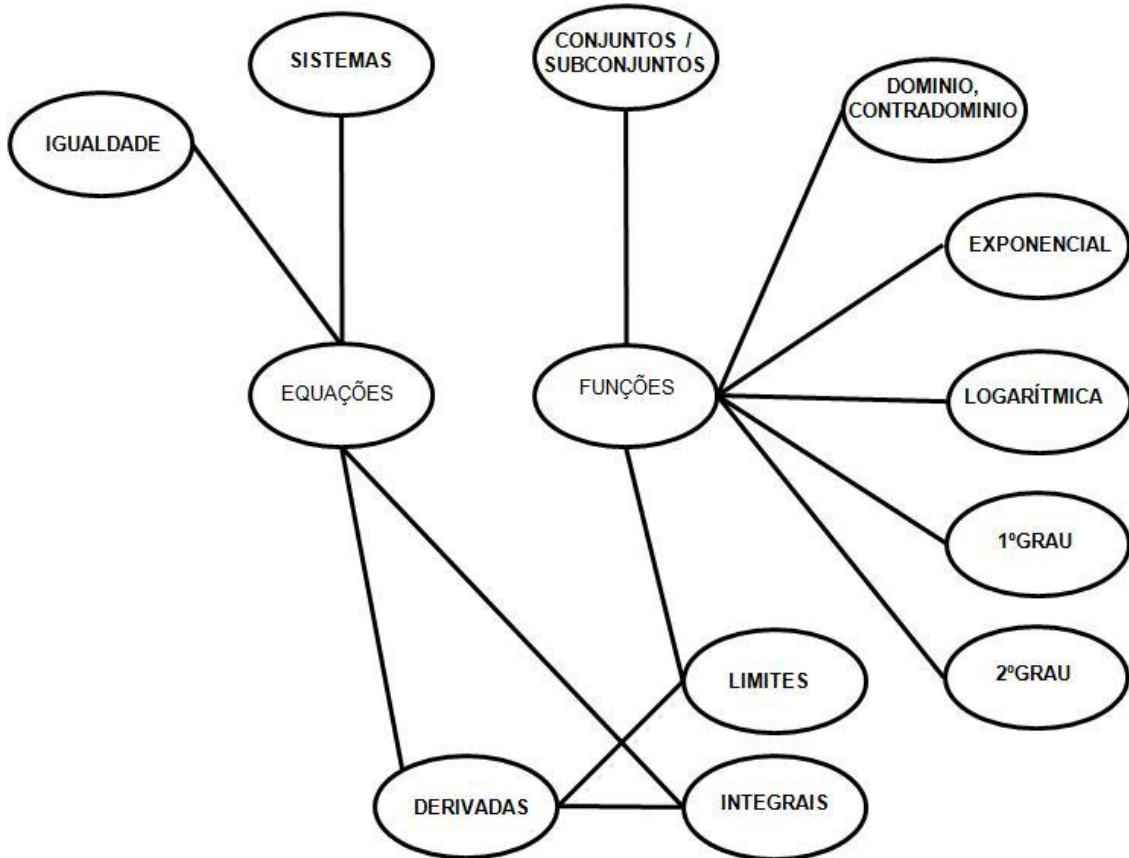 SISTEMAS
CONJUNTOS /
SUBCONJUNTOS
DOMINIO,
CONTRADOMINIO
IGUALDADE
EXPONENCIAL
EQUAÇÕES
FUNÇÕES
LOGARÍTMICA
1ºGRAU
LIMITES
2ºGRAU
DERIVADAS
INTEGRAIS